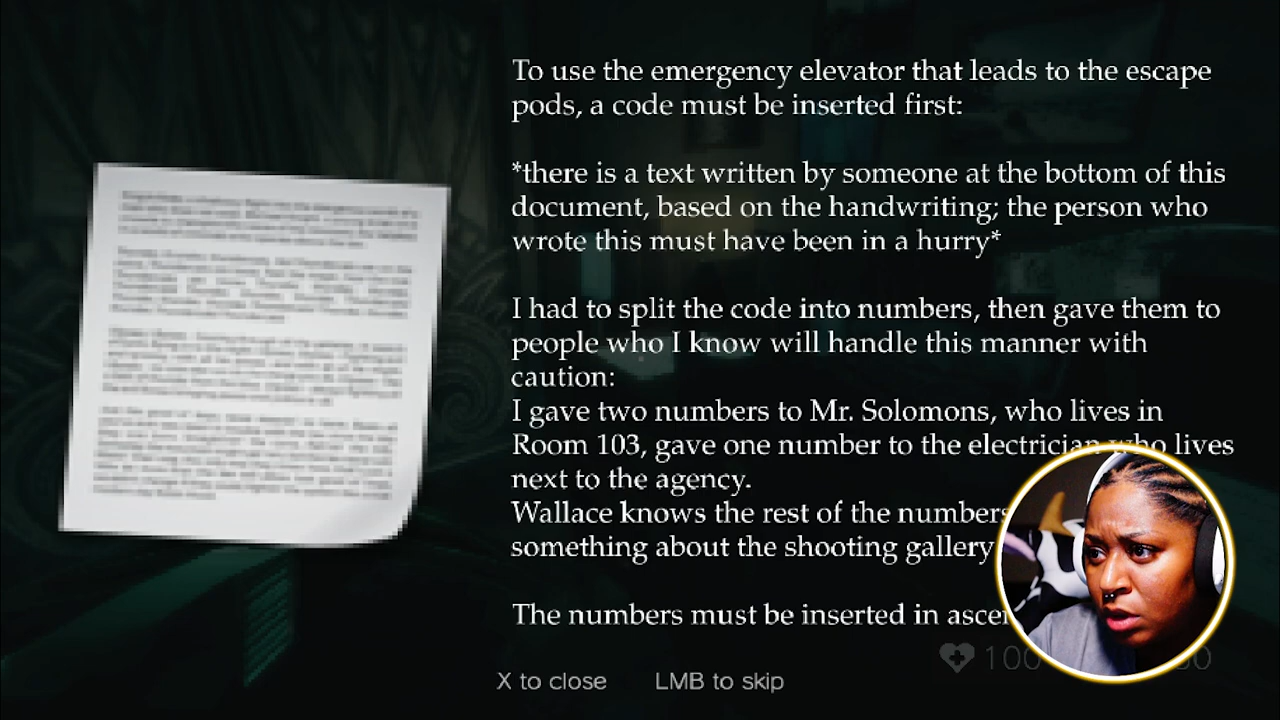 To use the emergency elevator that leads to the escape
pods, a code must be inserted first:
*there is a text written by someone at the bottom of this
document, based on the handwriting; the person who
wrote this must have been in a hurry*
I had to split the code into numbers, then gave them to
people who I know will handle this manner with
caution:
I gave two numbers to Mr. Solomons, who lives in
Room 103, gave one number to the electrician who lives
next to the agency.
Wallace knows the rest of the numbers
something about the shooting gallery
The numbers must be inserted in
100
X to close LMB to skip